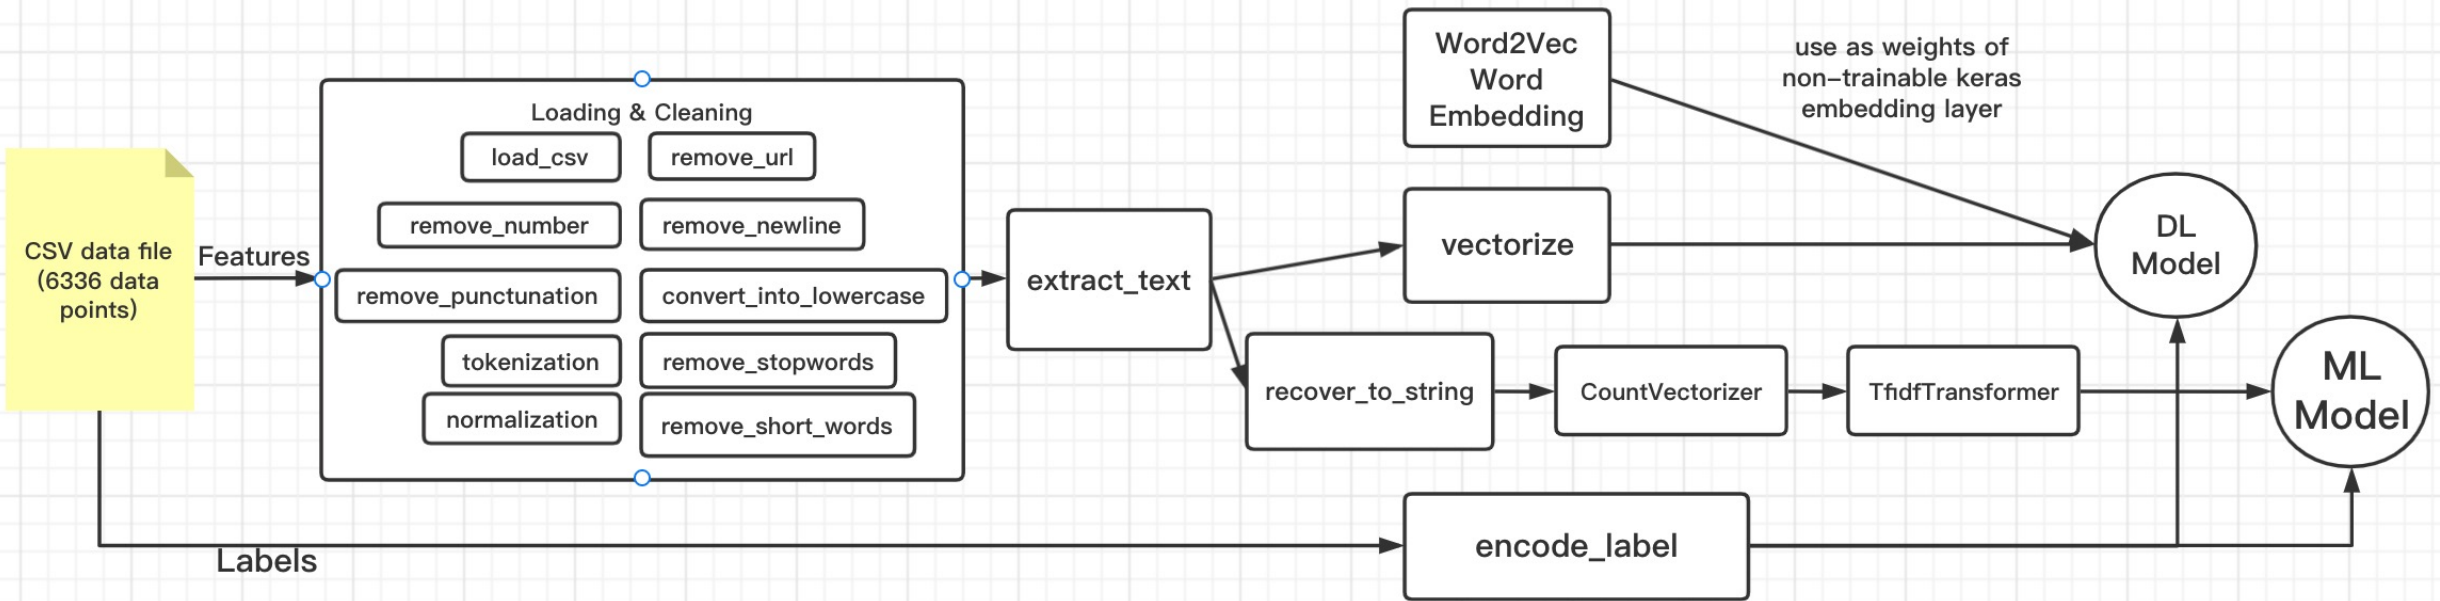 CSV data file
(6336 data
points)
Features
Labels
Loading & Cleaning
load_csv
remove_url
remove_number
remove_newline
remove_punctunation
convert_into_lowercase
tokenization
remove_stopwords
normalization
remove_short_words
extract_text
Word2Vec
Word
Embedding
use as weights of
non-trainable keras
embedding layer
vectorize
DL
Model
recover_to_string
CountVectorizer
TfidfTransformer
ML
Model
encode_label